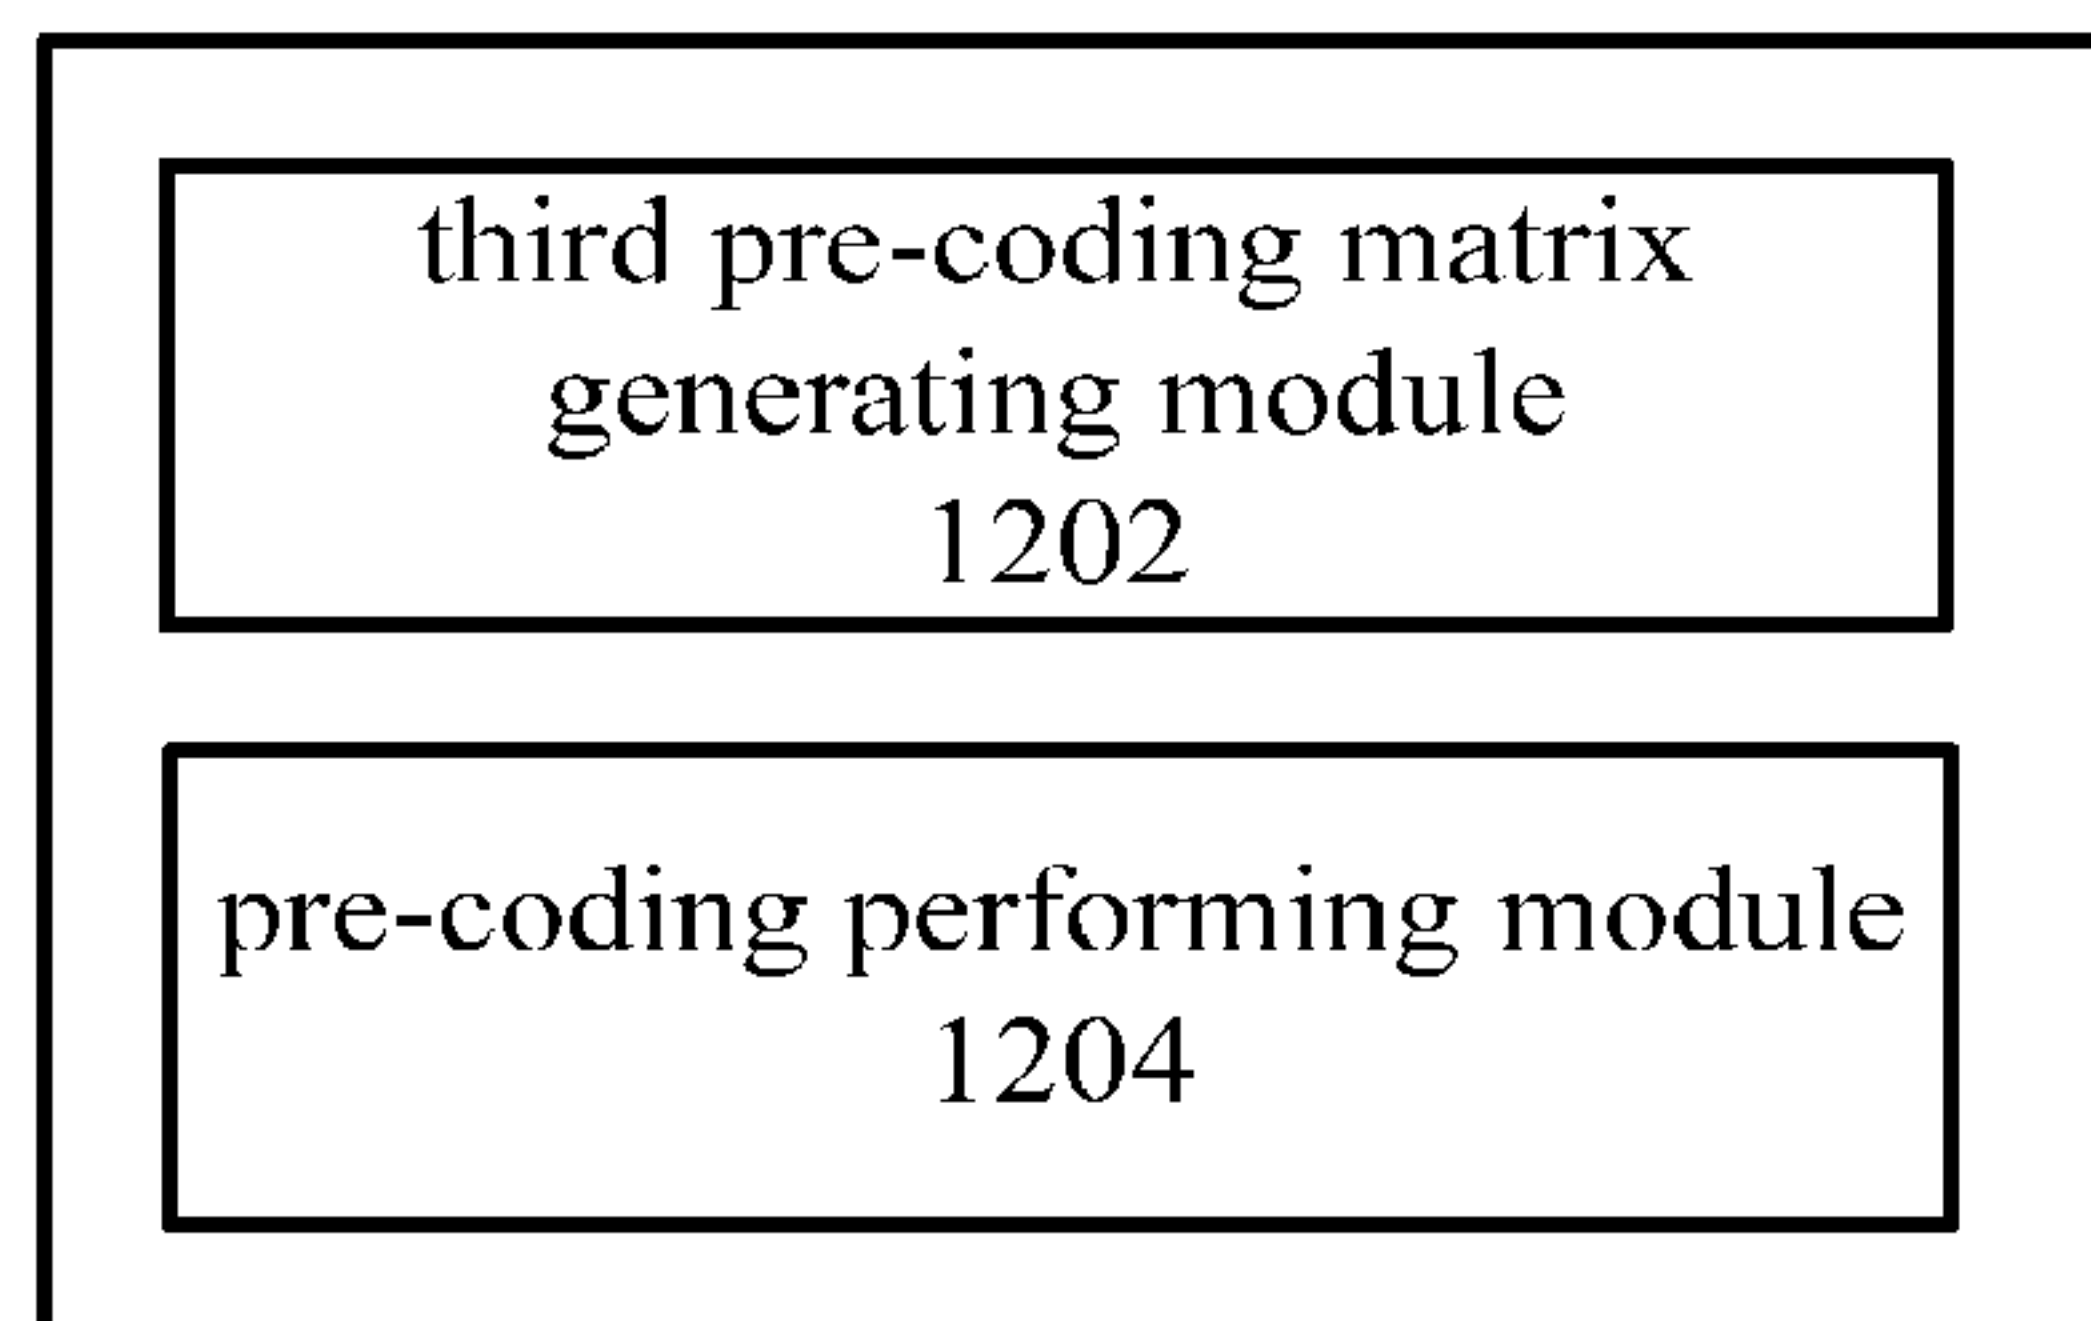 third pre-coding matrix
generating module
1202
pre-coding performing module
1204